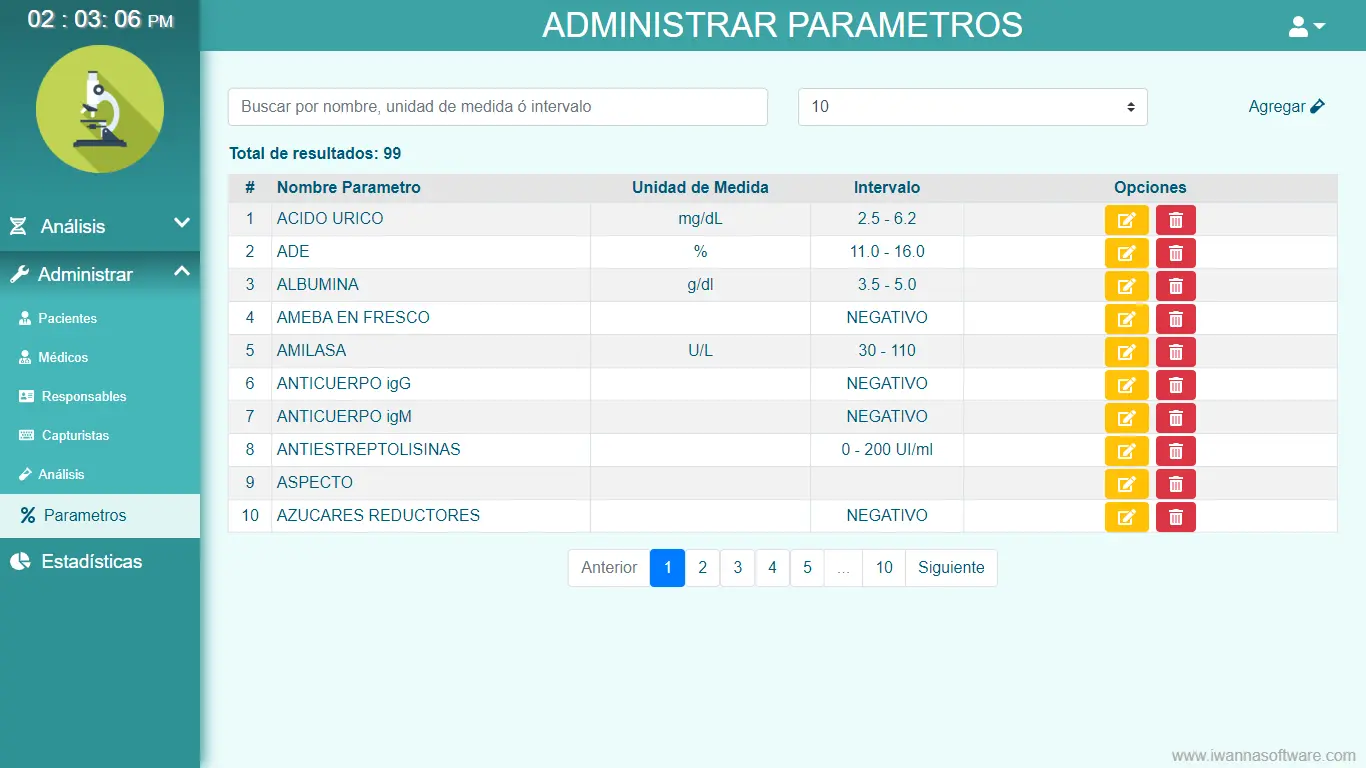 02 : 03: 06 PM
ADMINISTRAR PARAMETROS
Análisis
Administrar
Pacientes
Médicos
Responsables
Capturistas
Análisis
Parametros
Estadísticas
Buscar por nombre, unidad de medida ó intervalo
10
Agregar
Total de resultados: 99
# Nombre Parametro Unidad de Medida Intervalo Opciones
1 ACIDO URICO mg/dL 2.5 - 6.2
2 ADE % 11.0 - 16.0
3 ALBUMINA g/dl 3.5 - 5.0
4 AMEBA EN FRESCO NEGATIVO
5 AMILASA U/L 30 - 110
6 ANTICUERPO igG NEGATIVO
7 ANTICUERPO igM NEGATIVO
8 ANTIESTREPTOLISINAS 0 - 200 UI/ml
9 ASPECTO
10 AZUCARES REDUCTORES NEGATIVO
Anterior 1 2 3 4 5 ... 10 Siguiente
www.iwannasoftware.com